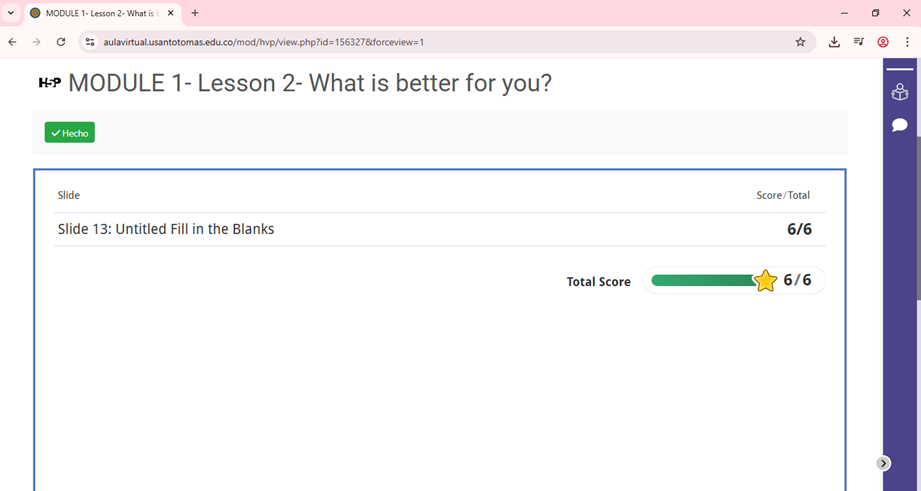 MODULE 1- Lesson 2- What is b
aulavirtual.usantotomas.edu.co/mod/hvp/view.php?id=156327&forceview=1
H5P MODULE 1- Lesson 2- What is better for you?
Hecho
Slide Score/Total
Slide 13: Untitled Fill in the Blanks 6/6
Total Score 6/6